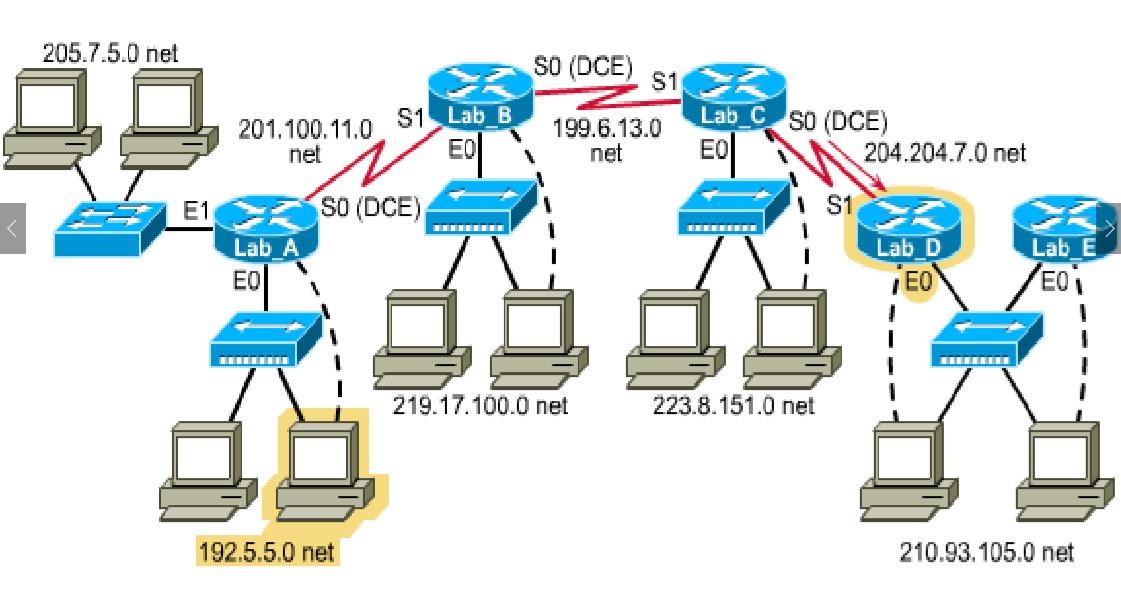 205.7.5.0 net
S0 (DCE)
S1
Lab_B
Lab_C
S1
201.100.11.0
net
E0
199.6.13.0
net
E0
S0 (DCE)
204.204.7.0 net
E1
S0 (DCE)
S1
Lab_A
Lab_D
Lab_E
E0
E0
E0
219.17.100.0 net
223.8.151.0 net
192.5.5.0 net
210.93.105.0 net